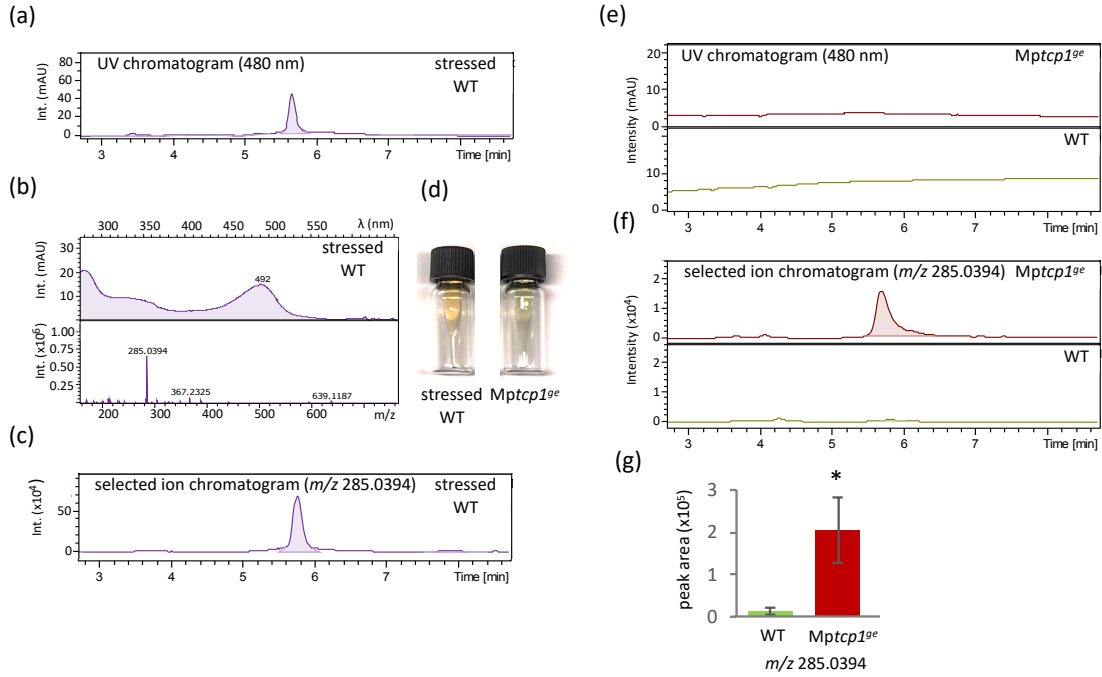 (a)
UV chromatogram (480 nm) stressed
WT
Int. (mAU)
80
60
40
20
0
3 4 5 6 7 Time [min]
(b)
300 350 400 450 500 550 λ (nm)
stressed
WT
Int. (mAU)
30
20
10
0
492
Int. (x10⁶)
1.00
0.75
0.50
0.25
285.0394
367.2325
639.1187
200 300 400 500 600 m/z
(c)
selected ion chromatogram (m/z 285.0394) stressed
WT
Int. (x10⁴)
50
0
3 4 5 6 7 Time [min]
(d)
stressed Mptcp1ᵍᵉ
WT
(e)
UV chromatogram (480 nm) Mptcp1ᵍᵉ
Intensity (mAU)
20
10
0
WT
10
0
3 4 5 6 7 Time [min]
(f)
selected ion chromatogram (m/z 285.0394) Mptcp1ᵍᵉ
Intentsity (x10⁴)
2
1
0
WT
2
1
0
3 4 5 6 7 Time [min]
(g)
peak area (x10⁵)
3
2
1
0
*
WT Mptcp1ᵍᵉ
m/z 285.0394